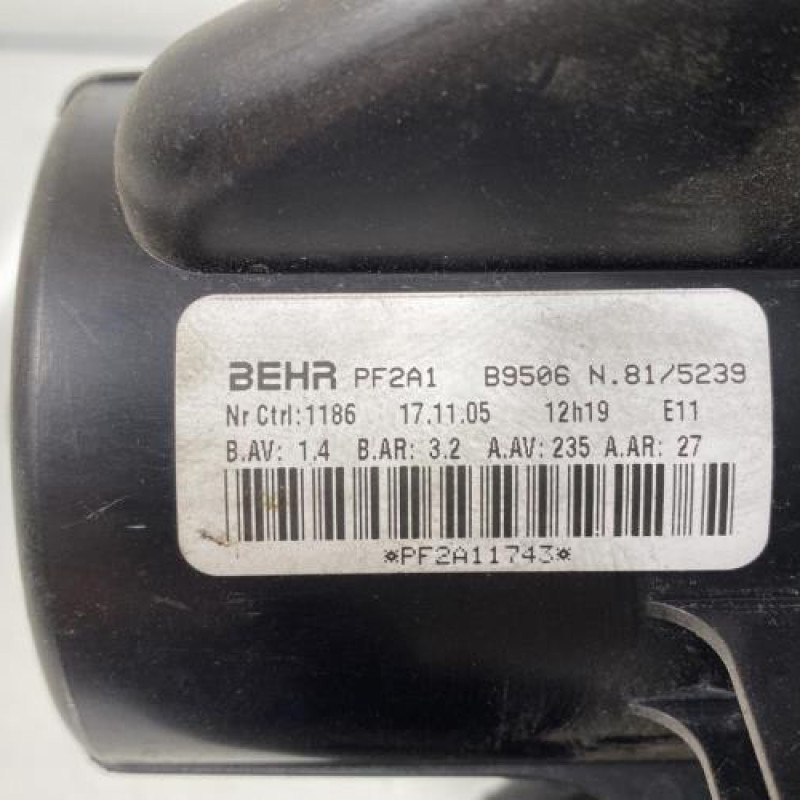 BEHR PF2A1 B9506 N.81/5239
Nr Ctrl:1186 17.11.05 12h19 E11
B.AV: 1.4 B.AR: 3.2 A.AV: 235 A.AR: 27
*PF2A11743*